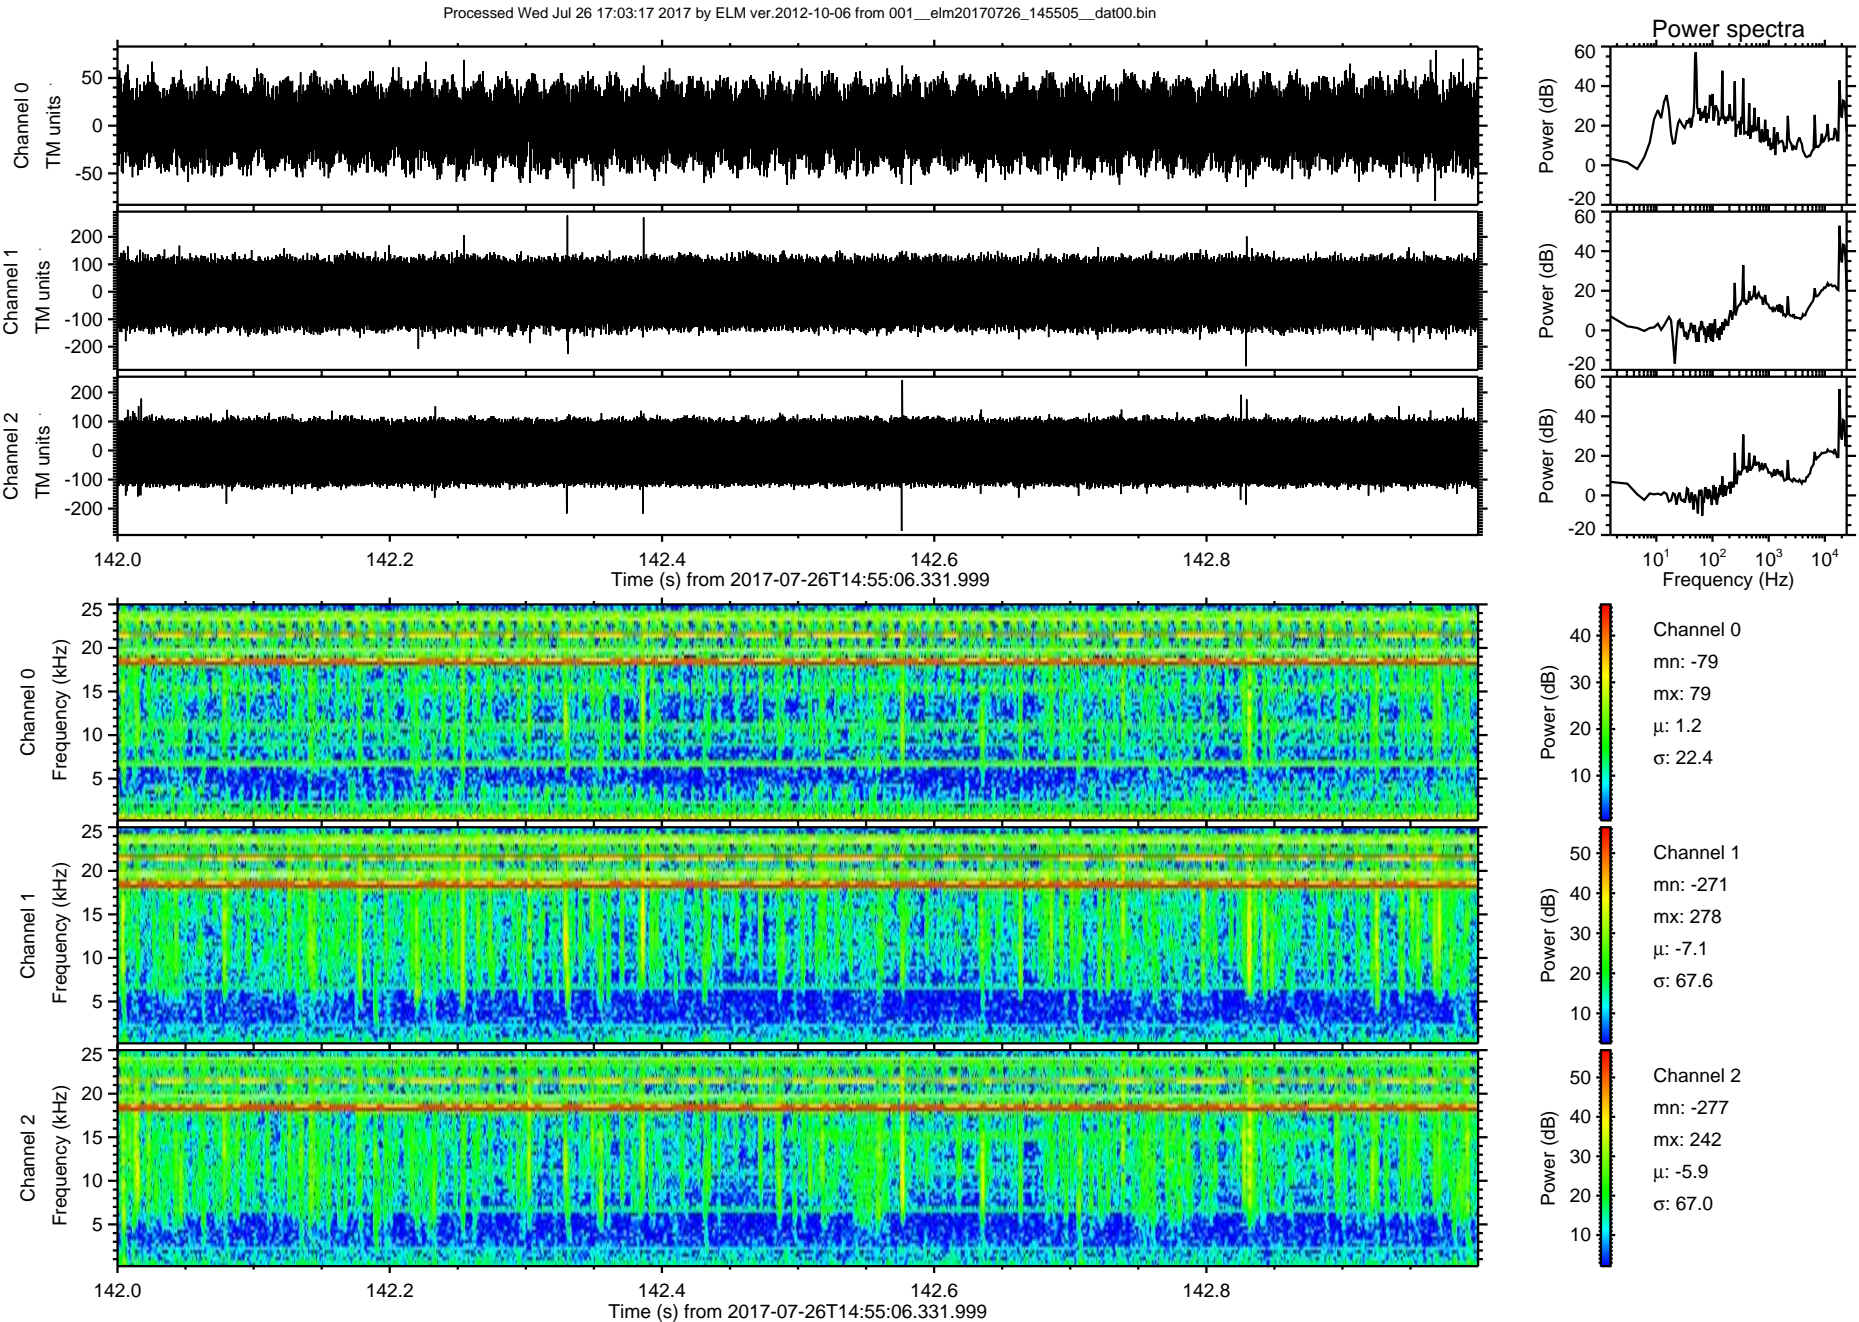 Processed Wed Jul 26 17:03:17 2017 by ELM ver.2012-10-06 from 001__elm20170726_145505__dat00.bin
Power spectra
Channel 0
TM units
50
0
-50
Power (dB)
60
40
20
0
-20
Channel 1
TM units
200
100
0
-100
-200
Power (dB)
60
40
20
0
-20
Channel 2
TM units
200
100
0
-100
-200
Power (dB)
60
40
20
0
-20
142.0 142.2 142.4 142.6 142.8
Time (s) from 2017-07-26T14:55:06.331.999
10^1 10^2 10^3 10^4
Frequency (Hz)
Channel 0
Frequency (kHz)
25
20
15
10
5
Power (dB)
40
30
20
10
Channel 0
mn: -79
mx: 79
μ: 1.2
σ: 22.4
Channel 1
Frequency (kHz)
25
20
15
10
5
Power (dB)
50
40
30
20
10
Channel 1
mn: -271
mx: 278
μ: -7.1
σ: 67.6
Channel 2
Frequency (kHz)
25
20
15
10
5
Power (dB)
50
40
30
20
10
Channel 2
mn: -277
mx: 242
μ: -5.9
σ: 67.0
142.0 142.2 142.4 142.6 142.8
Time (s) from 2017-07-26T14:55:06.331.999